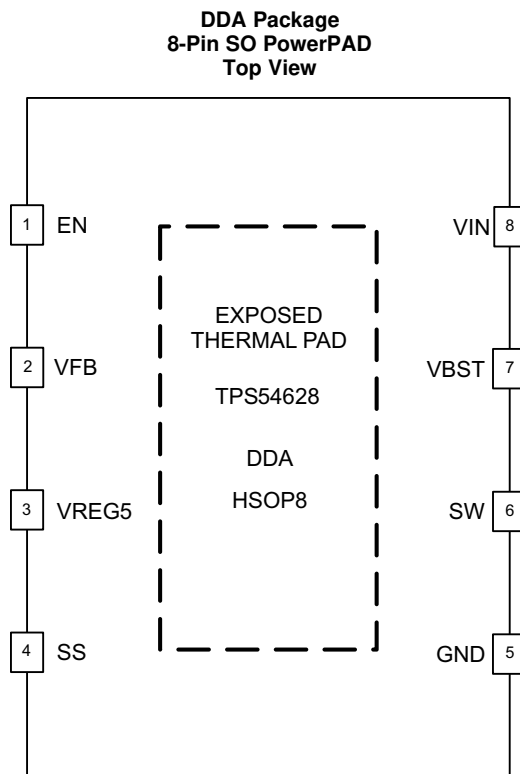 DDA Package
8-Pin SO PowerPAD
Top View
1 EN
VIN 8
EXPOSED
THERMAL PAD
2 VFB
VBST 7
TPS54628
DDA
HSOP8
3 VREG5
SW 6
4 SS
GND 5